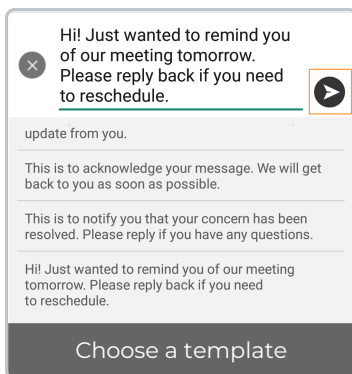 Hi! Just wanted to remind you
of our meeting tomorrow.
Please reply back if you need
to reschedule.
update from you.
This is to acknowledge your message. We will get
back to you as soon as possible.
This is to notify you that your concern has been
resolved. Please reply if you have any questions.
Hi! Just wanted to remind you of our meeting
tomorrow. Please reply back if you need
to reschedule.
Choose a template